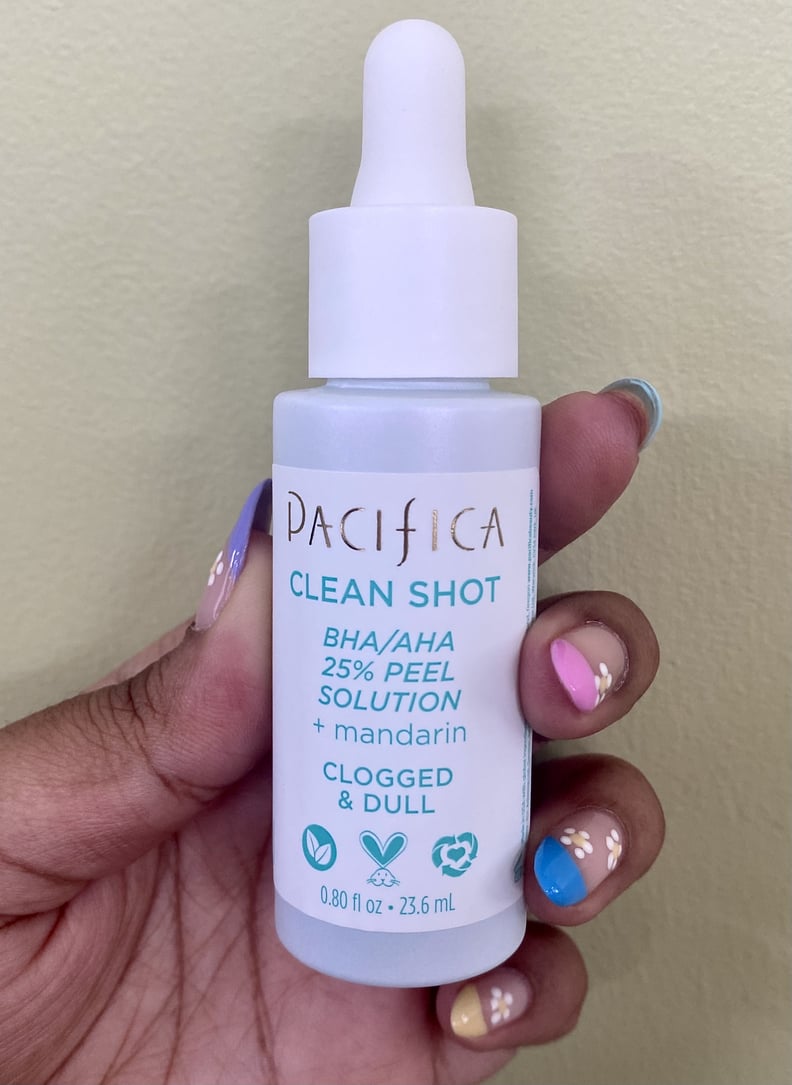 PACIFICA
CLEAN SHOT
BHA/AHA
25% PEEL
SOLUTION
+ mandarin
CLOGGED
& DULL
0.80 fl oz • 23.6 mL